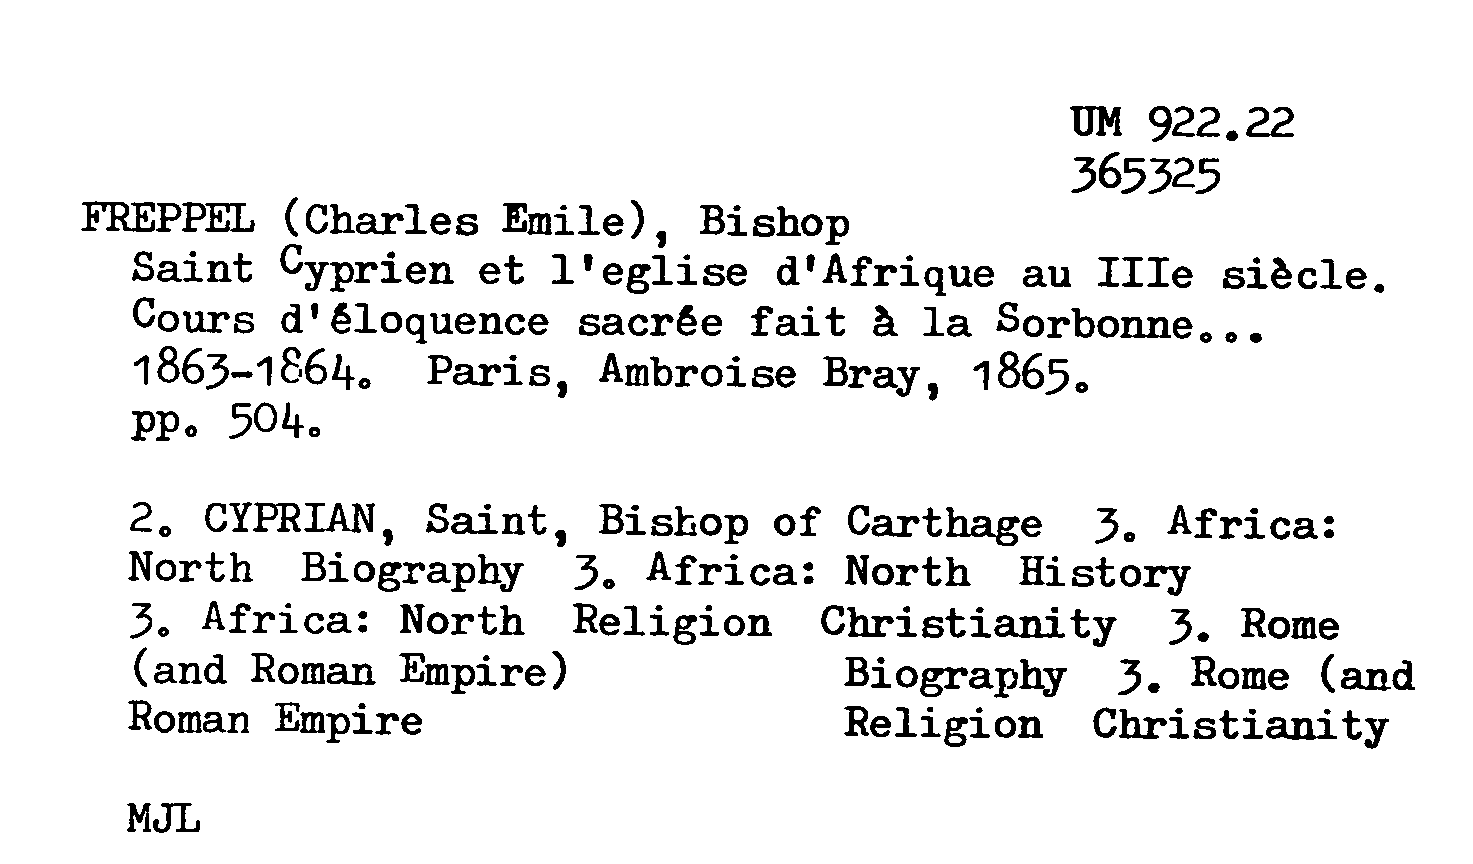 UM 922.22
365325
FREPPEL (Charles Emile), Bishop
Saint Cyprien et l'eglise d'Afrique au IIIe siècle.
Cours d'éloquence sacrée fait à la Sorbonne...
1863-1864. Paris, Ambroise Bray, 1865.
pp. 504.
2. CYPRIAN, Saint, Bishop of Carthage 3. Africa:
North Biography 3. Africa: North History
3. Africa: North Religion Christianity 3. Rome
(and Roman Empire) Biography 3. Rome (and
Roman Empire Religion Christianity
MJL